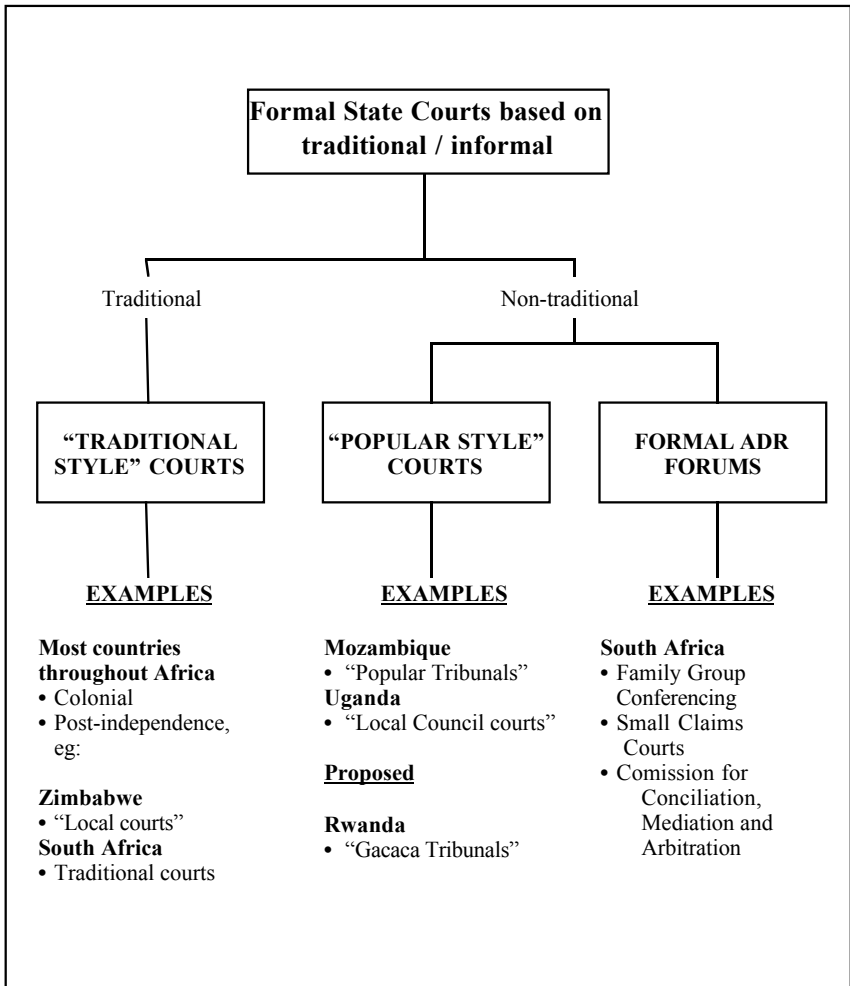 Formal State Courts based on
traditional / informal
Traditional
Non-traditional
“TRADITIONAL
STYLE” COURTS
“POPULAR STYLE”
COURTS
FORMAL ADR
FORUMS
EXAMPLES
Most countries
throughout Africa
• Colonial
• Post-independence,
eg:
Zimbabwe
• “Local courts”
South Africa
• Traditional courts
EXAMPLES
Mozambique
• “Popular Tribunals”
Uganda
• “Local Council courts”
Proposed
Rwanda
• “Gacaca Tribunals”
EXAMPLES
South Africa
• Family Group
Conferencing
• Small Claims
Courts
• Comission for
Conciliation,
Mediation and
Arbitration